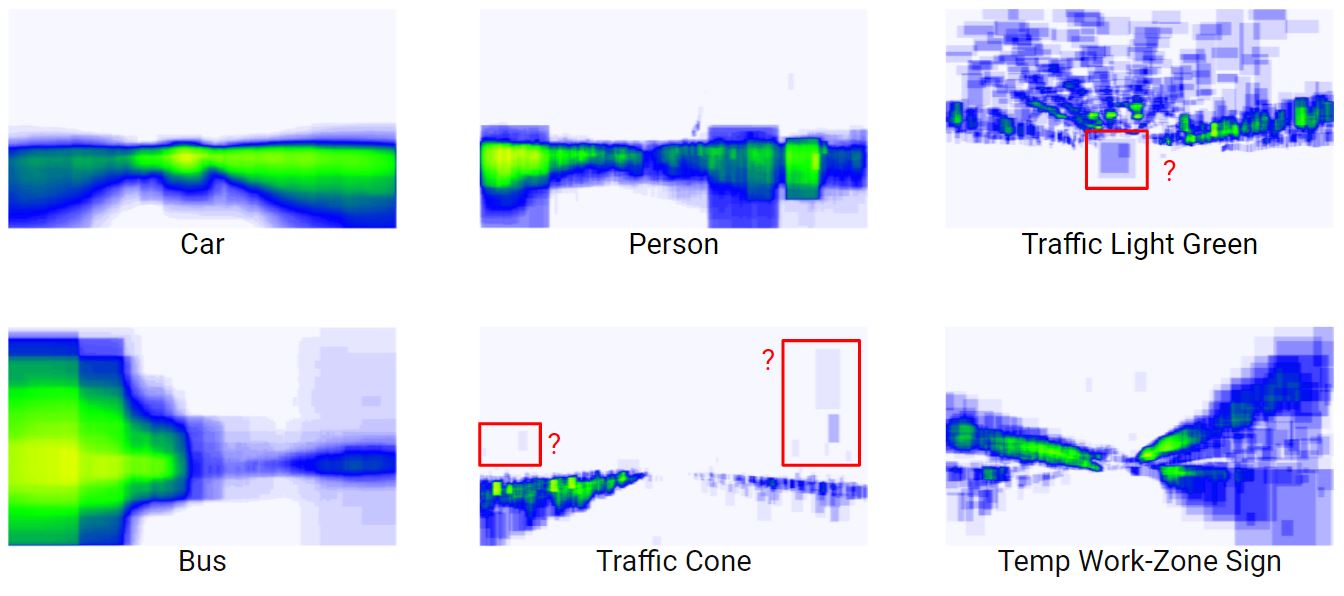 Car
Person
?
Traffic Light Green
?
?
Bus
Traffic Cone
Temp Work-Zone Sign